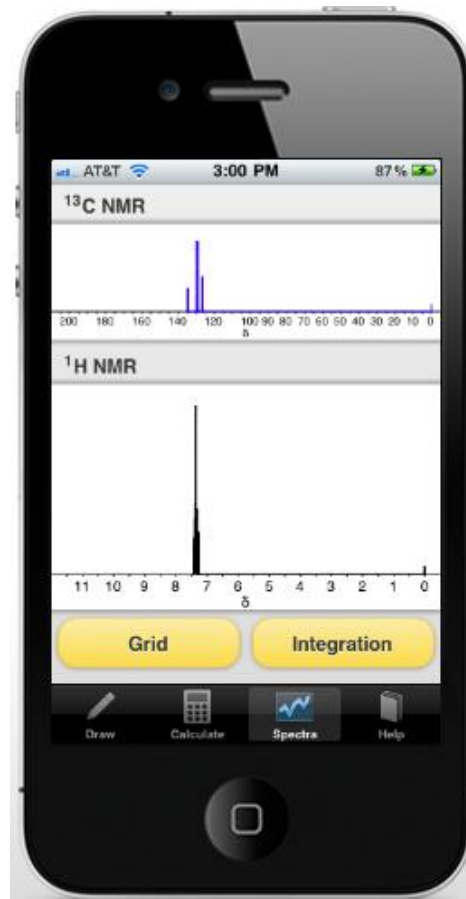 AT&T 3:00 PM 87%
13C NMR
200 180 160 140 120 100 90 80 70 60 50 40 30 20 10 0
δ
1H NMR
11 10 9 8 7 6 5 4 3 2 1 0
δ
Grid Integration
Draw Calculate Spectra Help